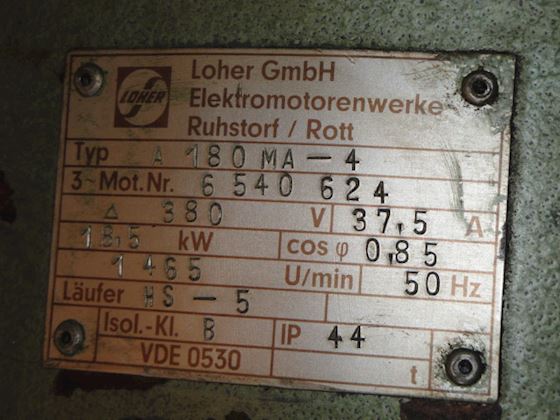 LOHER
Loher GmbH
Elektromotorenwerke
Ruhstorf / Rott
Typ A 180 MA-4
3~Mot.Nr. 6 540 624
Δ 380 V 37,5 A
18,5 kW cos φ 0,85
1465 U/min 50 Hz
Läufer HS-5
Isol.-Kl. B IP 44
VDE 0530 t